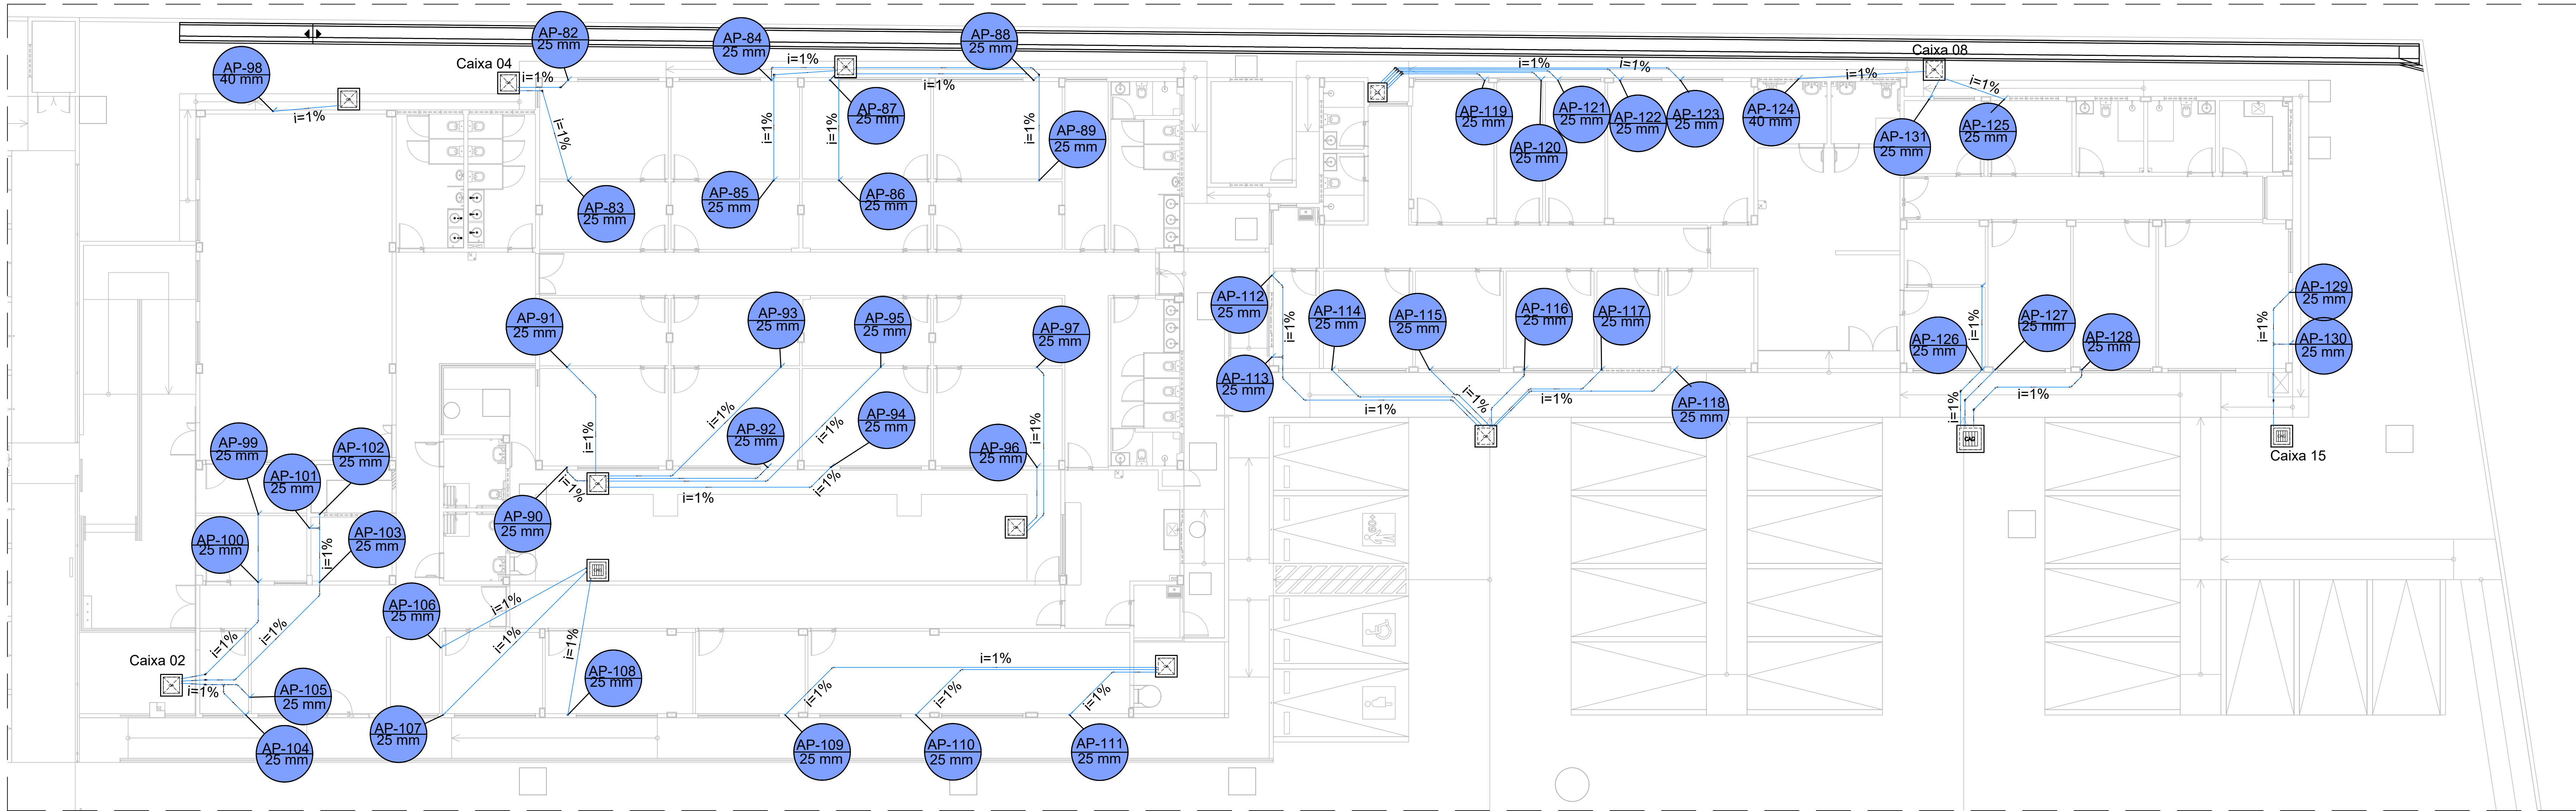 AP-82
25 mm
AP-84
25 mm
AP-88
25 mm
Caixa 04
i=1%
i=1%
i=1%
AP-98
40 mm
i=1%
i=1%
AP-87
25 mm
AP-89
25 mm
i=1%
i=1%
i=1%
AP-83
25 mm
AP-85
25 mm
AP-86
25 mm
Caixa 08
i=1%
i=1%
i=1%
i=1%
AP-119
25 mm
AP-120
25 mm
AP-121
25 mm
AP-122
25 mm
AP-123
25 mm
AP-124
40 mm
AP-131
25 mm
AP-125
25 mm
AP-91
25 mm
AP-93
25 mm
AP-95
25 mm
AP-97
25 mm
AP-112
25 mm
i=1%
AP-114
25 mm
AP-115
25 mm
AP-116
25 mm
AP-117
25 mm
AP-113
25 mm
i=1%
i=1%
i=1%
AP-118
25 mm
AP-126
25 mm
i=1%
AP-127
25 mm
AP-128
25 mm
i=1%
i=1%
CAG
AP-129
25 mm
AP-130
25 mm
i=1%
Caixa 15
i=1%
i=1%
i=1%
i=1%
AP-92
25 mm
AP-94
25 mm
AP-96
25 mm
i=1%
i=1%
i=1%
AP-90
25 mm
AP-99
25 mm
AP-101
25 mm
AP-102
25 mm
AP-100
25 mm
AP-103
25 mm
i=1%
i=1%
i=1%
Caixa 02
i=1%
AP-105
25 mm
AP-104
25 mm
AP-106
25 mm
i=1%
i=1%
i=1%
AP-107
25 mm
AP-108
25 mm
i=1%
i=1%
i=1%
i=1%
AP-109
25 mm
AP-110
25 mm
AP-111
25 mm
60+